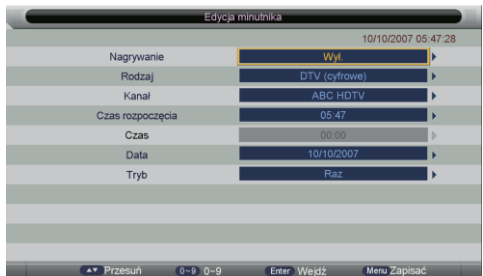 Edycja minutnika
10/10/2007 05:47:28
Nagrywanie Wył.
Rodzaj DTV (cyfrowe)
Kanał ABC HDTV
Czas rozpoczęcia 05:47
Czas 00:00
Data 10/10/2007
Tryb Raz
Przesuń 0~9 0~9 Enter Wejdź Menu Zapisać